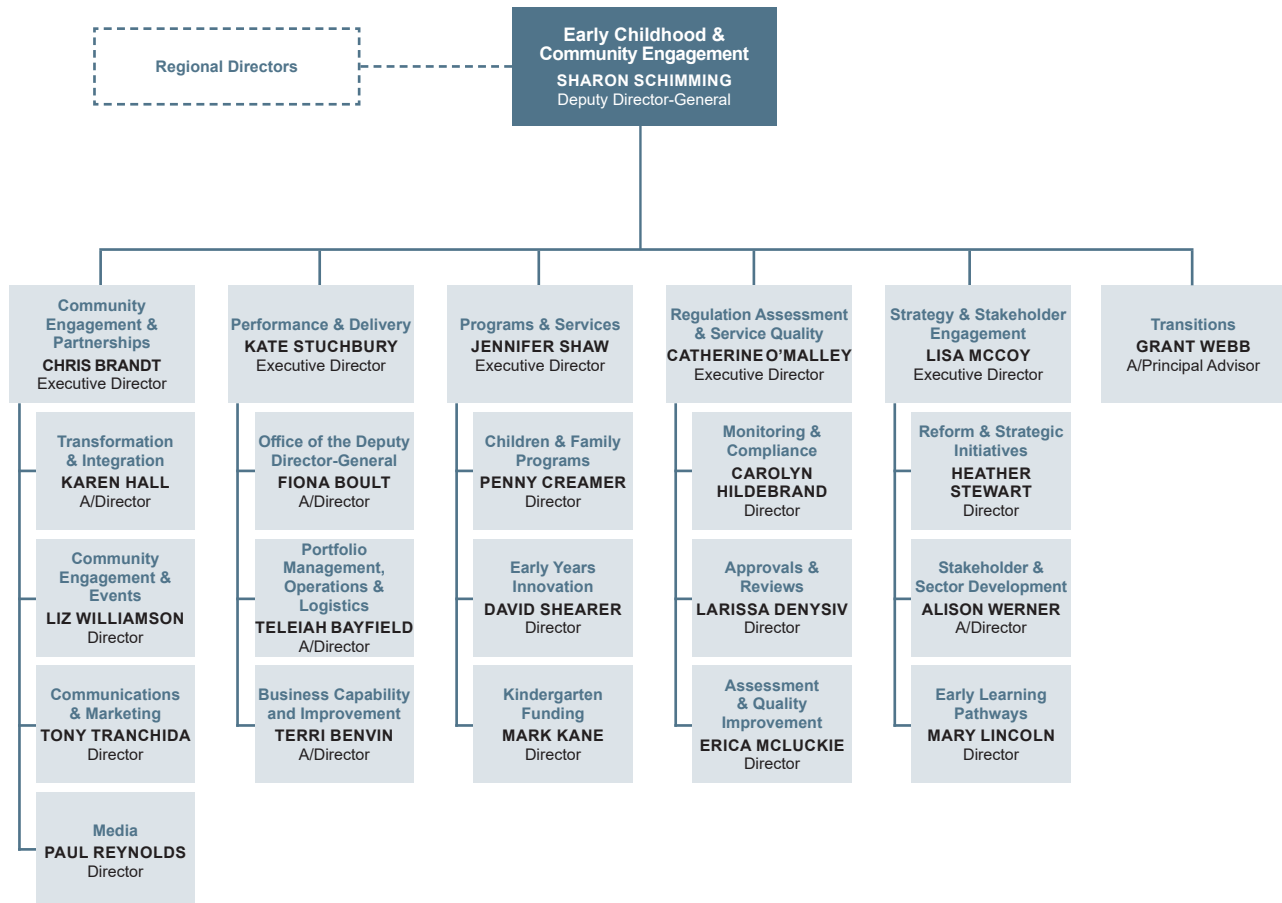 Regional Directors
Early Childhood &
Community Engagement
SHARON SCHIMMING
Deputy Director-General
Community
Engagement &
Partnerships
CHRIS BRANDT
Executive Director
Transformation
& Integration
KAREN HALL
A/Director
Community
Engagement &
Events
LIZ WILLIAMSON
Director
Communications
& Marketing
TONY TRANCHIDA
Director
Media
PAUL REYNOLDS
Director
Performance & Delivery
KATE STUCHBURY
Executive Director
Office of the Deputy
Director-General
FIONA BOULT
A/Director
Portfolio
Management,
Operations &
Logistics
TELEIAH BAYFIELD
A/Director
Business Capability
and Improvement
TERRI BENVIN
A/Director
Programs & Services
JENNIFER SHAW
Executive Director
Children & Family
Programs
PENNY CREAMER
Director
Early Years
Innovation
DAVID SHEARER
Director
Kindergarten
Funding
MARK KANE
Director
Regulation Assessment
& Service Quality
CATHERINE O’MALLEY
Executive Director
Monitoring &
Compliance
CAROLYN
HILDEBRAND
Director
Approvals &
Reviews
LARISSA DENYSIV
Director
Assessment
& Quality
Improvement
ERICA MCLUCKIE
Director
Strategy & Stakeholder
Engagement
LISA MCCOY
Executive Director
Reform & Strategic
Initiatives
HEATHER
STEWART
Director
Stakeholder &
Sector Development
ALISON WERNER
A/Director
Early Learning
Pathways
MARY LINCOLN
Director
Transitions
GRANT WEBB
A/Principal Advisor